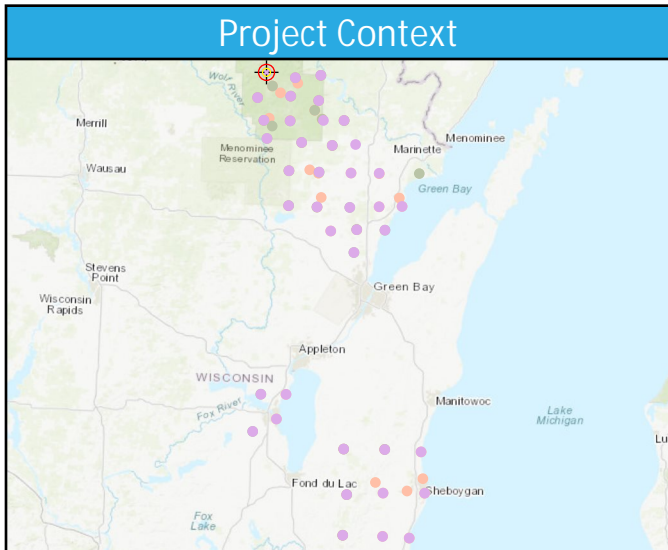 Project Context
Wolf River
Merrill
Menominee
Menominee
Reservation
Marinette
Wausau
Green Bay
Stevens
Point
Green Bay
Wisconsin
Rapids
Appleton
WISCONSIN
Fox River
Manitowoc
Lake
Michigan
Lu
Fond du Lac
Sheboygan
Fox
Lake